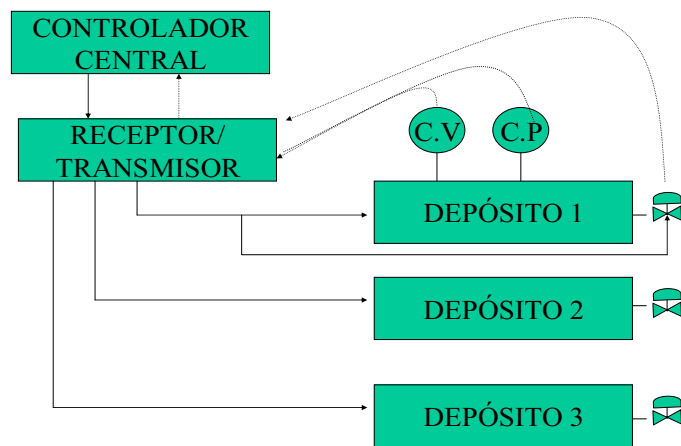 CONTROLADOR
CENTRAL
RECEPTOR/
TRANSMISOR
C.V
C.P
DEPÓSITO 1
DEPÓSITO 2
DEPÓSITO 3